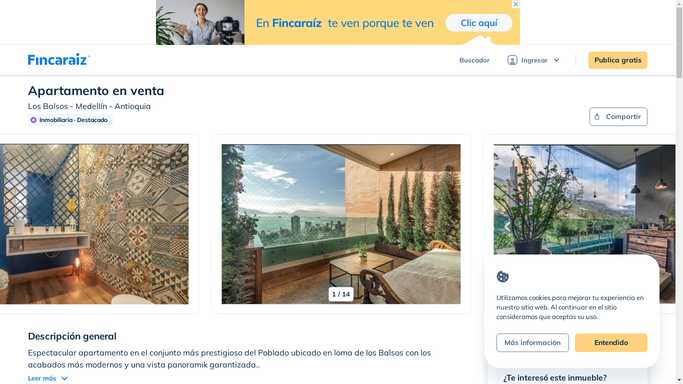 En Fincaraíz te ven porque te ven
Clic aquí
Fincaraiz
Buscador
Ingresar
Publica gratis
Apartamento en venta
Los Balsos - Medellín - Antioquia
Inmobiliaria · Destacado
Compartir
1 / 14
Descripción general
Espectacular apartamento en el conjunto más prestigioso del Poblado ubicado en loma de los Balsos con los
acabados más modernos y una vista panoramik garantizada..
Leer más
Utilizamos cookies para mejorar tu experiencia en
nuestro sitio web. Al continuar en el sitio
consideramos que aceptas su uso.
Más información
Entendido
¿Te interesó este inmueble?